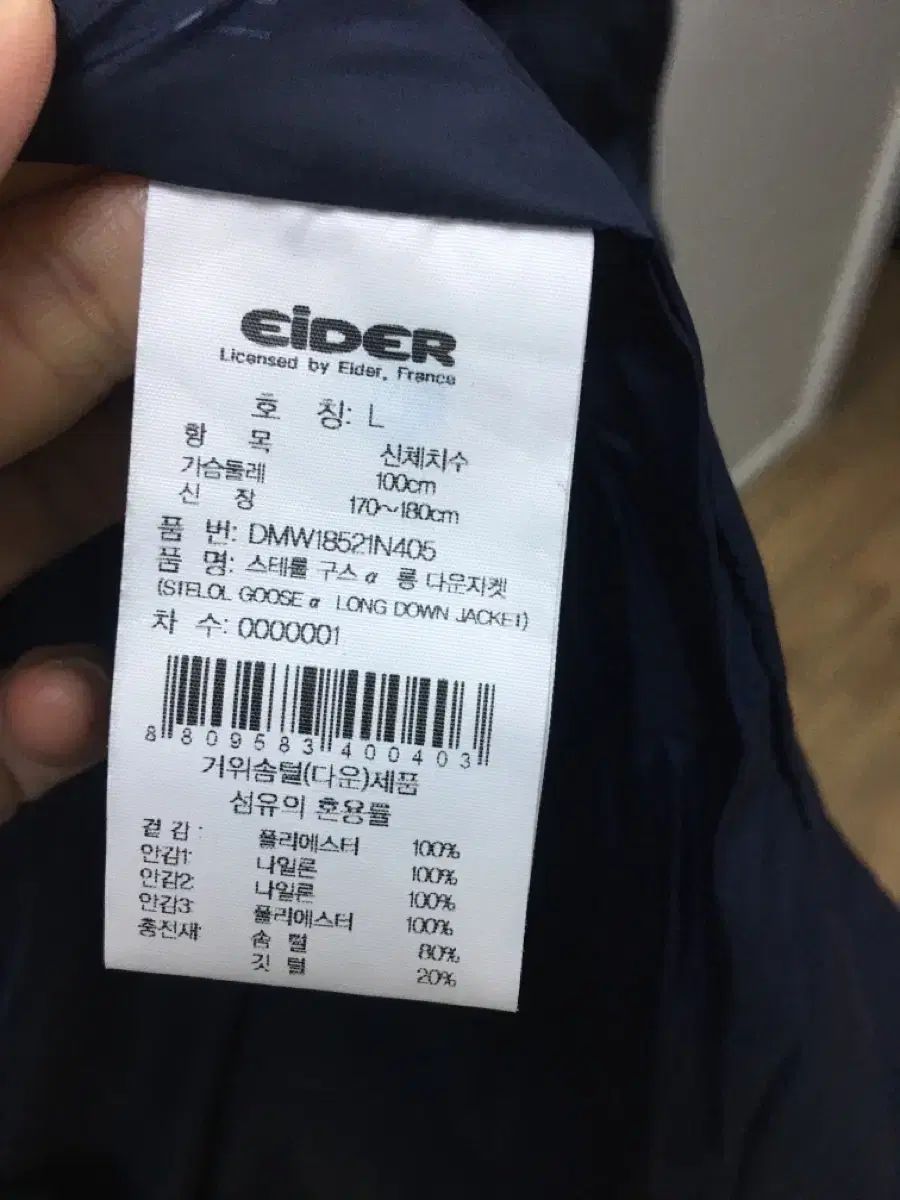 EiDER
Licensed by Eider, France
호 칭: L
항 목 신체치수
가슴둘레 100cm
신 장 170~180cm
품 번: DMW18521N405
품 명: 스테롤 구스 α 롱 다운자켓
(STELOL GOOSE α LONG DOWN JACKET)
차 수: 0000001
8 809583 400403
거위솜털(다운)제품
섬유의 혼용률
겉감: 폴리에스터 100%
안감1: 나일론 100%
안감2: 나일론 100%
안감3: 폴리에스터 100%
충전재: 솜 털 80%
깃 털 20%